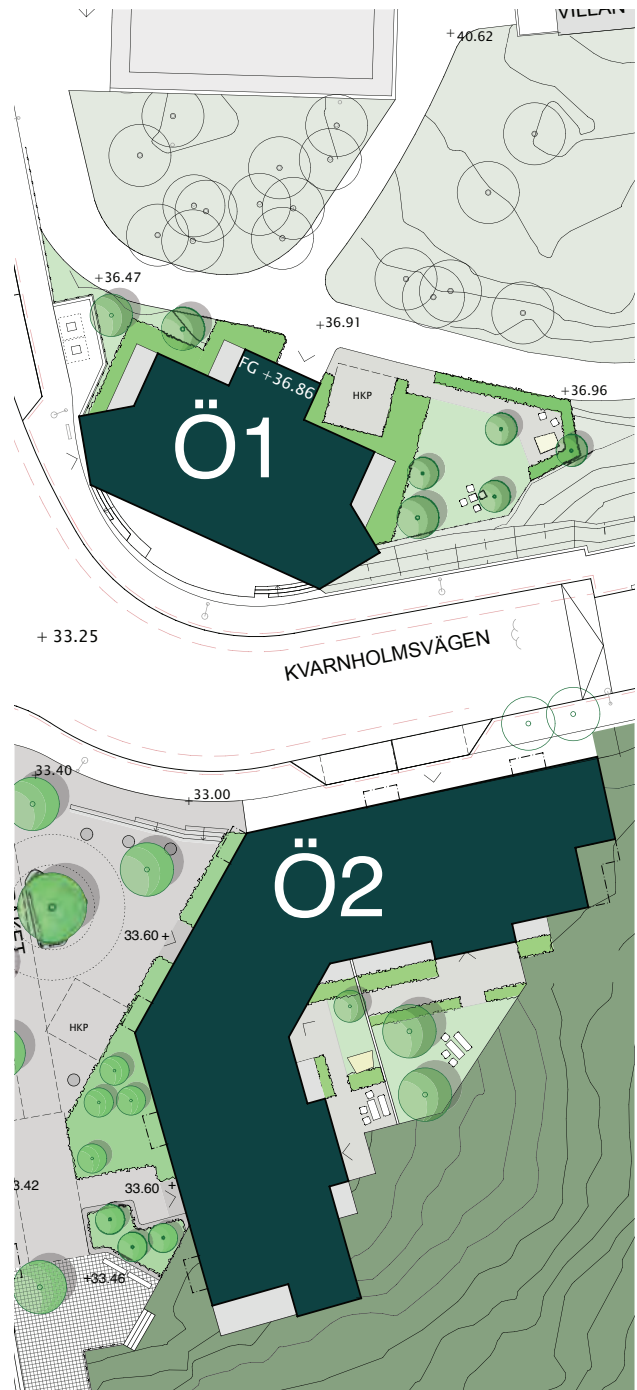 VILLAN
+40.62
+36.47
+36.91
FG +36.86
+36.96
HKP
Ö1
+ 33.25
KVARNHOLMSVÄGEN
+33.40
+33.00
Ö2
33.60 +
HKP
3.42
33.60 +
+33.46